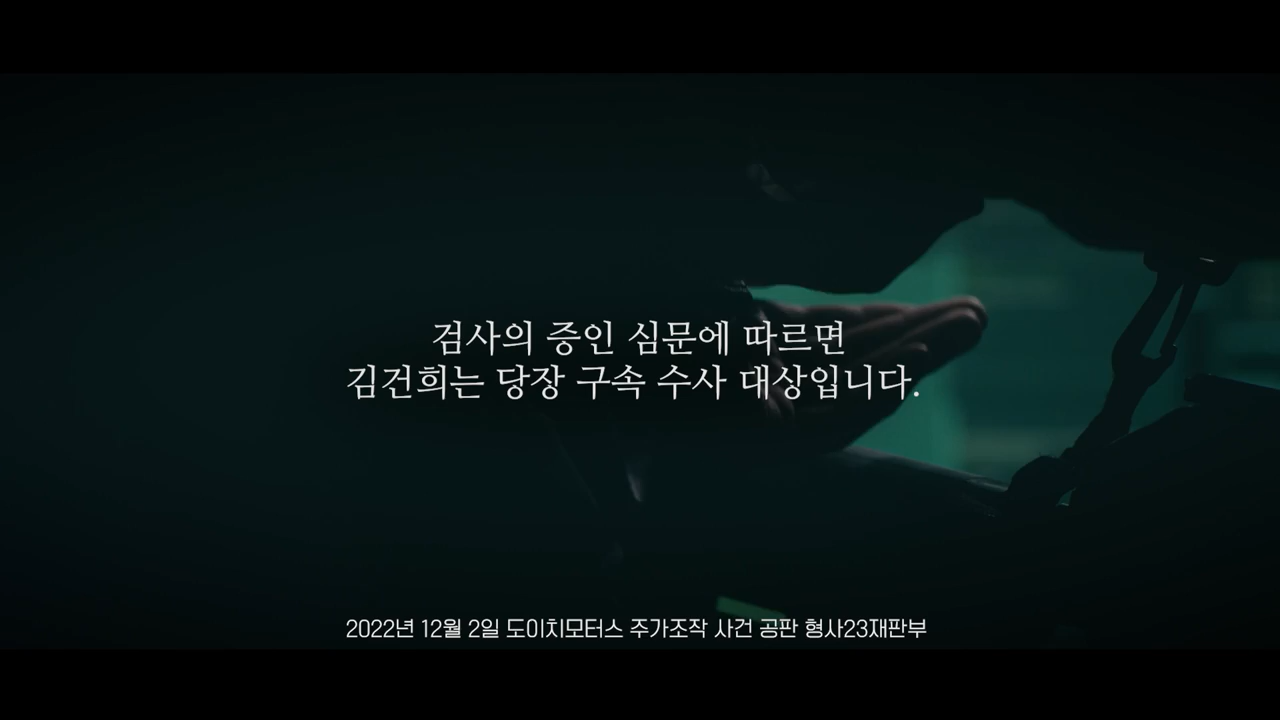 검사의 증인 심문에 따르면
김건희는 당장 구속 수사 대상입니다.
2022년 12월 2일 도이치모터스 주가조작 사건 공판 형사23재판부